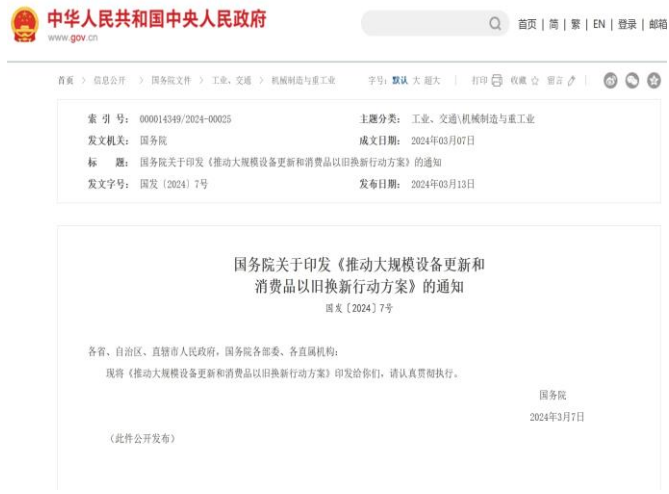 中华人民共和国中央人民政府
www.gov.cn
首页 | 简 | 繁 | EN | 登录 | 邮箱
首页 > 信息公开 > 国务院文件 > 工业、交通 > 机械制造与重工业 字号：默认 大 超大 | 打印 收藏 留言
索 引 号： 000014349/2024-00025 主题分类： 工业、交通\机械制造与重工业
发文机关： 国务院 成文日期： 2024年03月07日
标 题： 国务院关于印发《推动大规模设备更新和消费品以旧换新行动方案》的通知
发文字号： 国发〔2024〕7号 发布日期： 2024年03月13日
国务院关于印发《推动大规模设备更新和
消费品以旧换新行动方案》的通知
国发〔2024〕7号
各省、自治区、直辖市人民政府，国务院各部委、各直属机构：
现将《推动大规模设备更新和消费品以旧换新行动方案》印发给你们，请认真贯彻执行。
国务院
2024年3月7日
（此件公开发布）